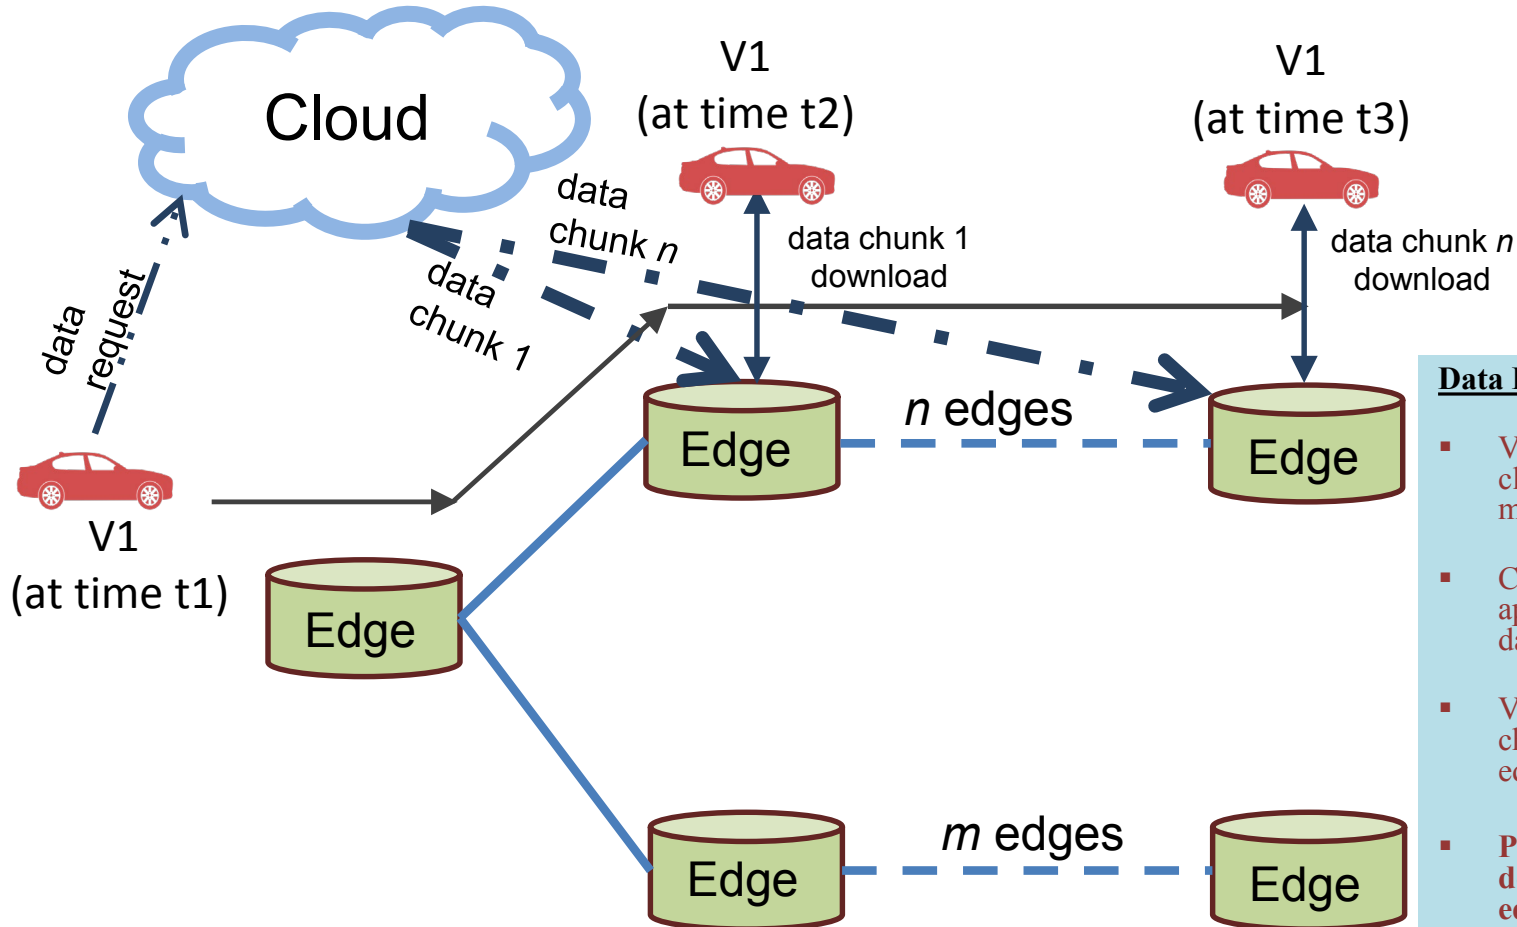 Cloud
V1
(at time t2)
V1
(at time t3)
data
chunk n
data
chunk 1
data
request
data chunk 1
download
data chunk n
download
V1
(at time t1)
Edge
Edge
n edges
Edge
Edge
m edges
Edge
Data